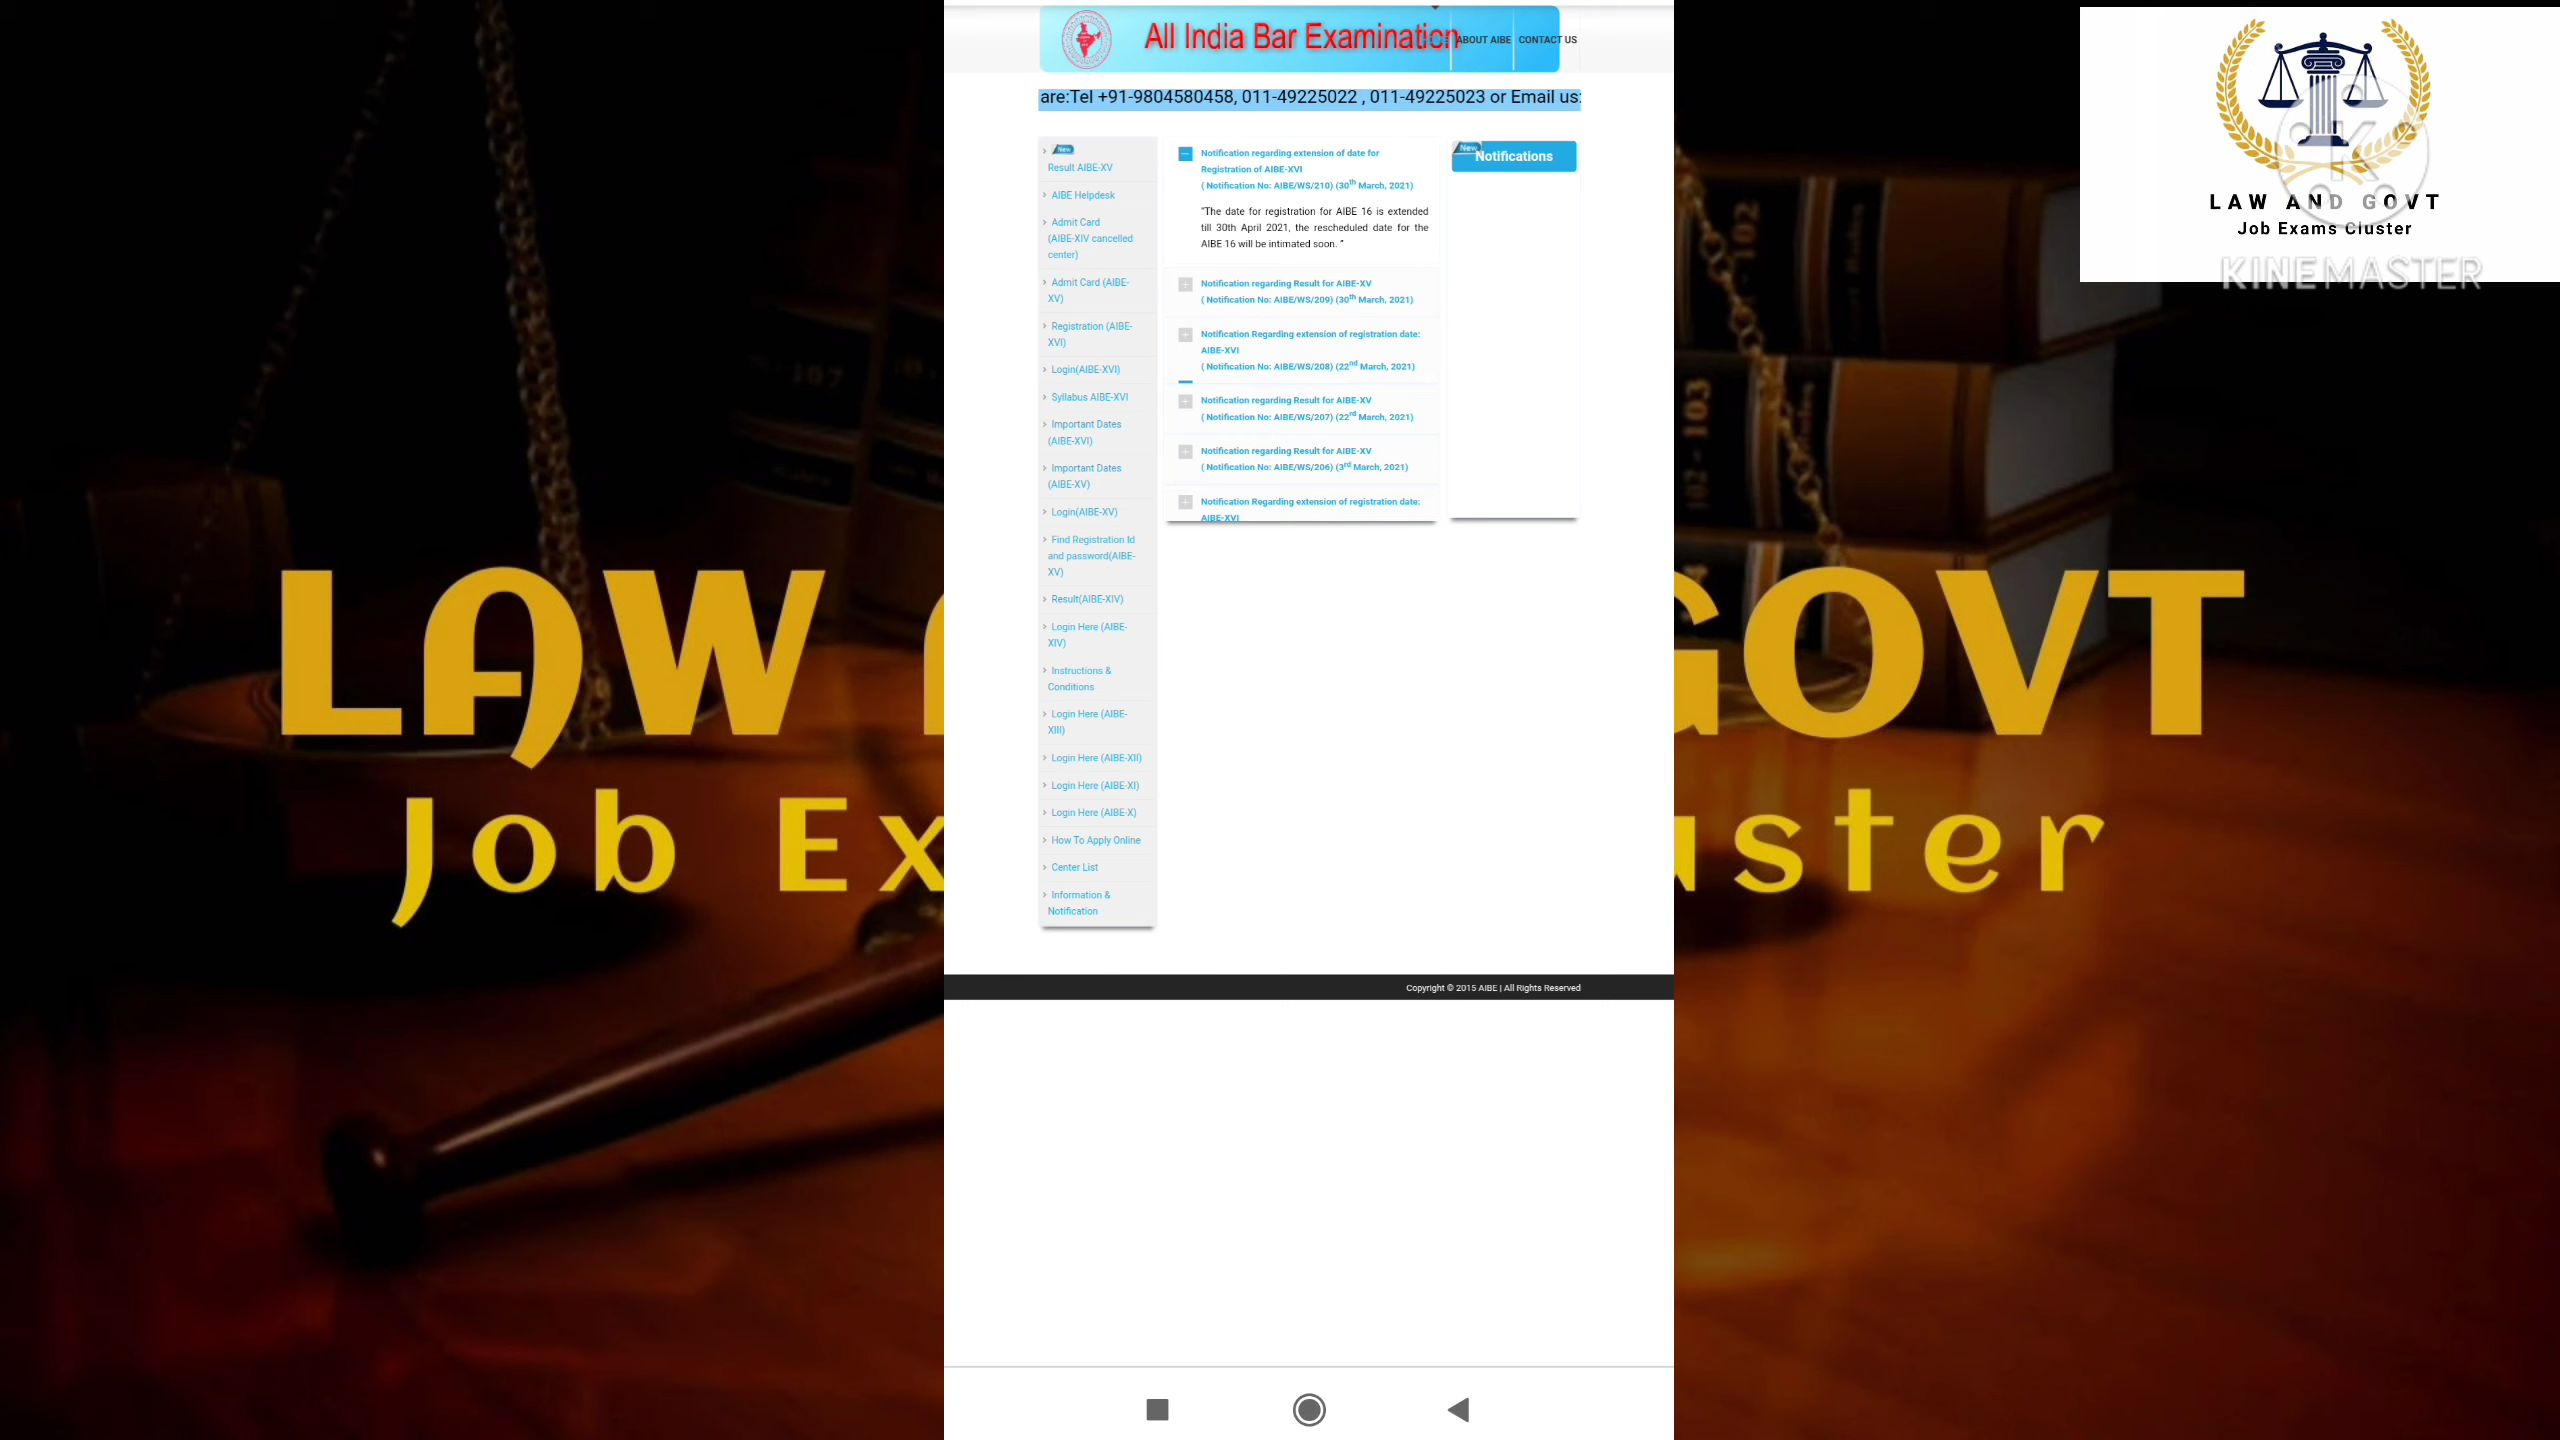 All India Bar Examination
ABOUT AIBE
CONTACT US
are:Tel +91-9804580458, 011-49225022 , 011-49225023 or Email us:
New
Result AIBE-XV
AIBE Helpdesk
Admit Card
(AIBE-XIV cancelled
center)
Admit Card (AIBE-
XV)
Registration (AIBE-
XVI)
Login(AIBE-XVI)
Syllabus AIBE-XVI
Important Dates
(AIBE-XVI)
Important Dates
(AIBE-XV)
Login(AIBE-XV)
Find Registration Id
and password(AIBE-
XV)
Result(AIBE-XIV)
Login Here (AIBE-
XIV)
Instructions &
Conditions
Login Here (AIBE-
XIII)
Login Here (AIBE-XII)
Login Here (AIBE-XI)
Login Here (AIBE-X)
How To Apply Online
Center List
Information &
Notification
Notification regarding extension of date for
Registration of AIBE-XVI
( Notification No: AIBE/WS/210) (30th March, 2021)
"The date for registration for AIBE 16 is extended
till 30th April 2021, the rescheduled date for the
AIBE 16 will be intimated soon. "
Notification regarding Result for AIBE-XV
( Notification No: AIBE/WS/209) (30th March, 2021)
Notification Regarding extension of registration date:
AIBE-XVI
( Notification No: AIBE/WS/208) (22nd March, 2021)
Notification regarding Result for AIBE-XV
( Notification No: AIBE/WS/207) (22rd March, 2021)
Notification regarding Result for AIBE-XV
( Notification No: AIBE/WS/206) (3rd March, 2021)
Notification Regarding extension of registration date:
AIBE-XVI
New
Notifications
Copyright © 2015 AIBE | All Rights Reserved
LAW GOVT
Job Ex uster
LAW AND GOVT
Job Exams Cluster
KINEMASTER
107
102
102 - 103